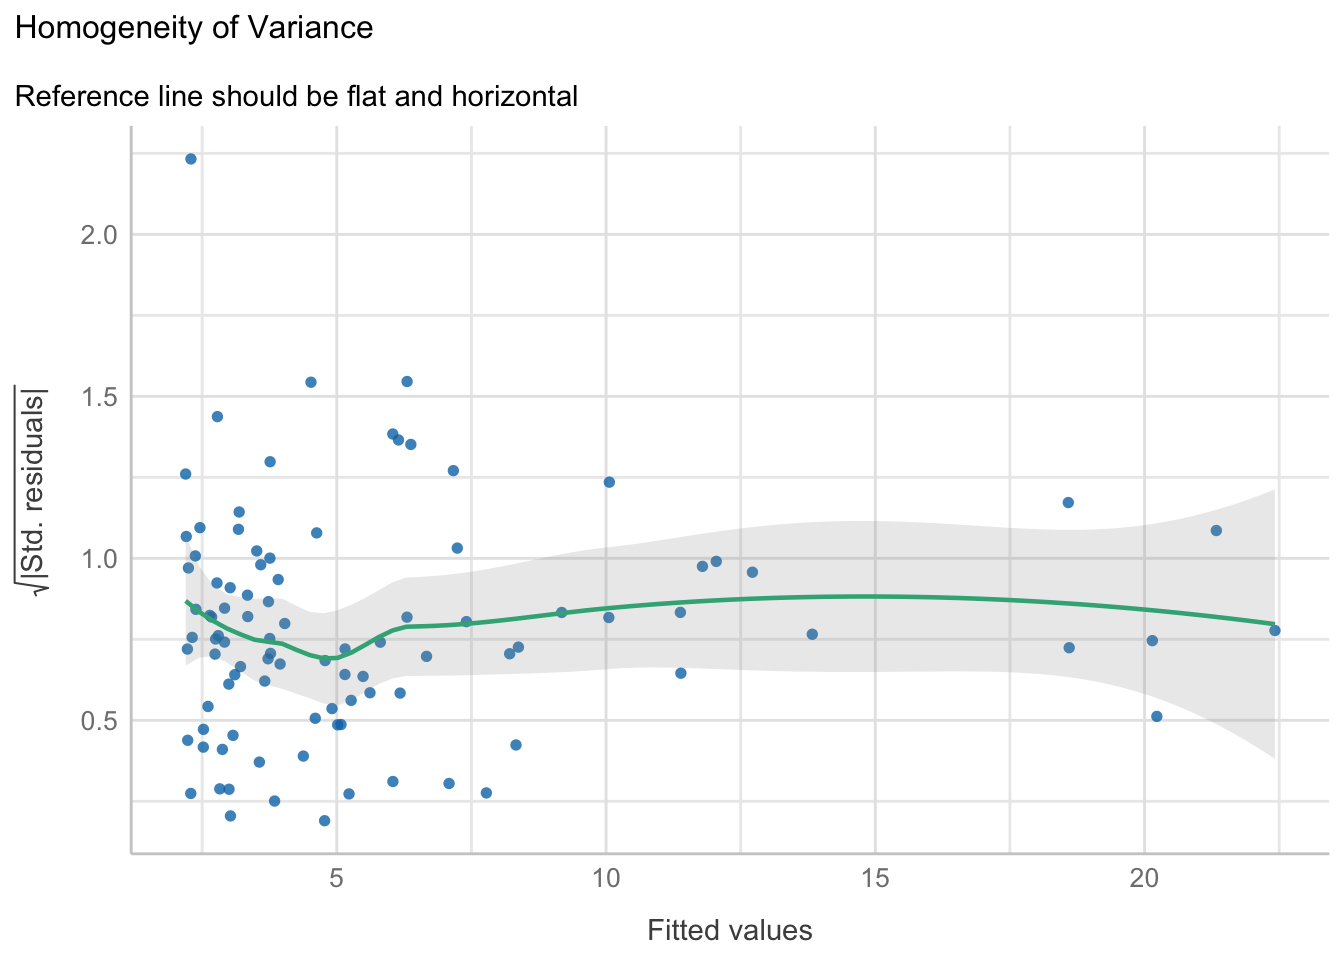 Homogeneity of Variance
Reference line should be flat and horizontal
2.0
1.5
1.0
0.5
√|Std. residuals|
5 10 15 20
Fitted values